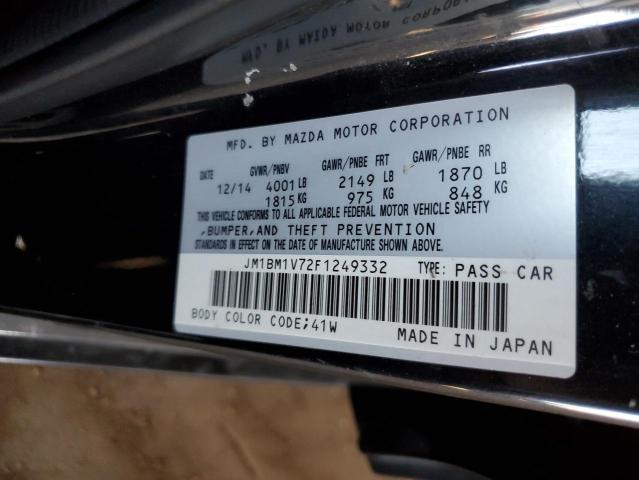 MFD. BY MAZDA MOTOR CORPORATION
DATE GVWR/PNBV GAWR/PNBE FRT GAWR/PNBE RR
12/14 4001 LB 2149 LB 1870 LB
1815 KG 975 KG 848 KG
THIS VEHICLE CONFORMS TO ALL APPLICABLE FEDERAL MOTOR VEHICLE SAFETY
,BUMPER,AND THEFT PREVENTION
STANDARDS IN EFFECT ON THE DATE OF MANUFACTURE SHOWN ABOVE.
JM1BM1V72F1249332 TYPE: PASS CAR
BODY COLOR CODE;41W MADE IN JAPAN